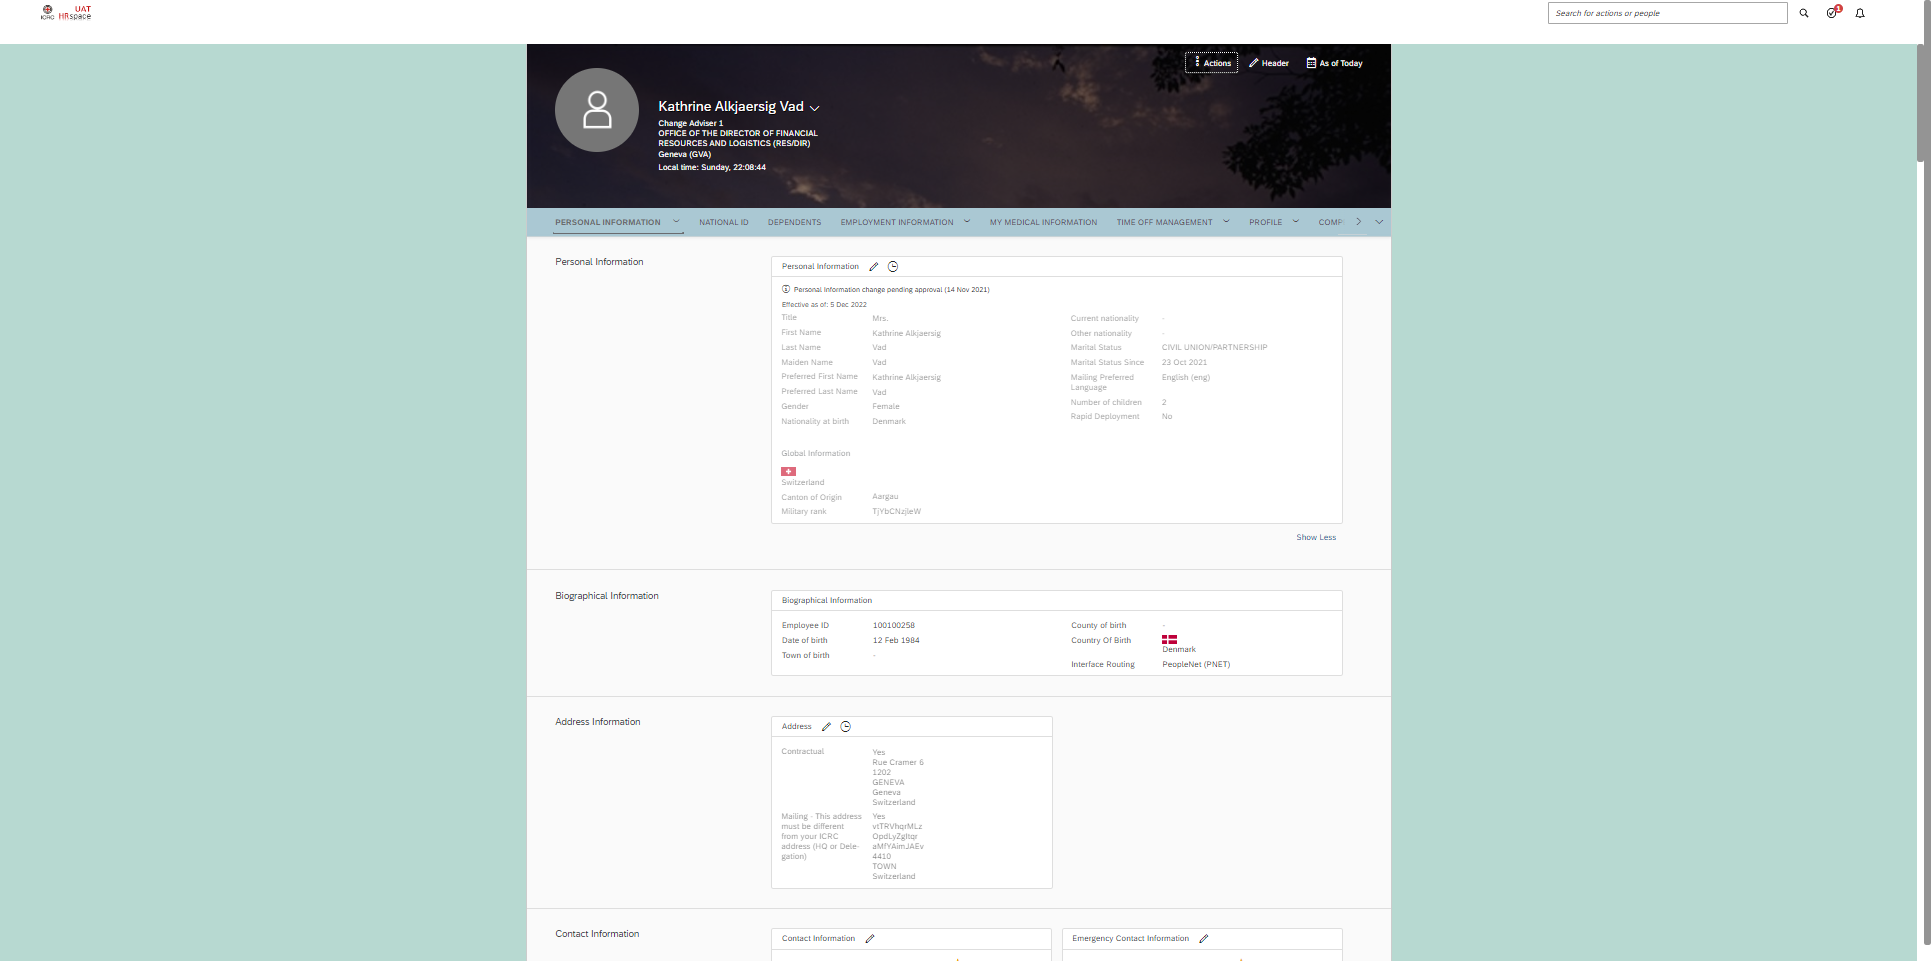 ICRC
UAT
HRspace
Search for actions or people
1
Actions
Header
As of Today
Kathrine Alkjaersig Vad
Change Adviser 1
OFFICE OF THE DIRECTOR OF FINANCIAL
RESOURCES AND LOGISTICS (RES/DIR)
Geneva (GVA)
Local time: Sunday, 22:08:44
PERSONAL INFORMATION
NATIONAL ID
DEPENDENTS
EMPLOYMENT INFORMATION
MY MEDICAL INFORMATION
TIME OFF MANAGEMENT
PROFILE
COMP
Personal Information
Personal Information
Personal Information change pending approval (14 Nov 2021)
Effective as of: 5 Dec 2022
Title Mrs.
First Name Kathrine Alkjaersig
Last Name Vad
Maiden Name Vad
Preferred First Name Kathrine Alkjaersig
Preferred Last Name Vad
Gender Female
Nationality at birth Denmark
Current nationality -
Other nationality -
Marital Status CIVIL UNION/PARTNERSHIP
Marital Status Since 23 Oct 2021
Mailing Preferred English (eng)
Language
Number of children 2
Rapid Deployment No
Global Information
Switzerland
Canton of Origin Aargau
Military rank TjYbCNzjleW
Show Less
Biographical Information
Biographical Information
Employee ID 100100258
Date of birth 12 Feb 1984
Town of birth -
County of birth -
Country Of Birth
Denmark
Interface Routing PeopleNet (PNET)
Address Information
Address
Contractual Yes
Rue Cramer 6
1202
GENEVA
Geneva
Switzerland
Mailing - This address Yes
must be different vtTRVhqrMLz
from your ICRC OpdLyZgltqr
address (HQ or Dele- aMfYAimJAEv
gation) 4410
TOWN
Switzerland
Contact Information
Contact Information
Emergency Contact Information